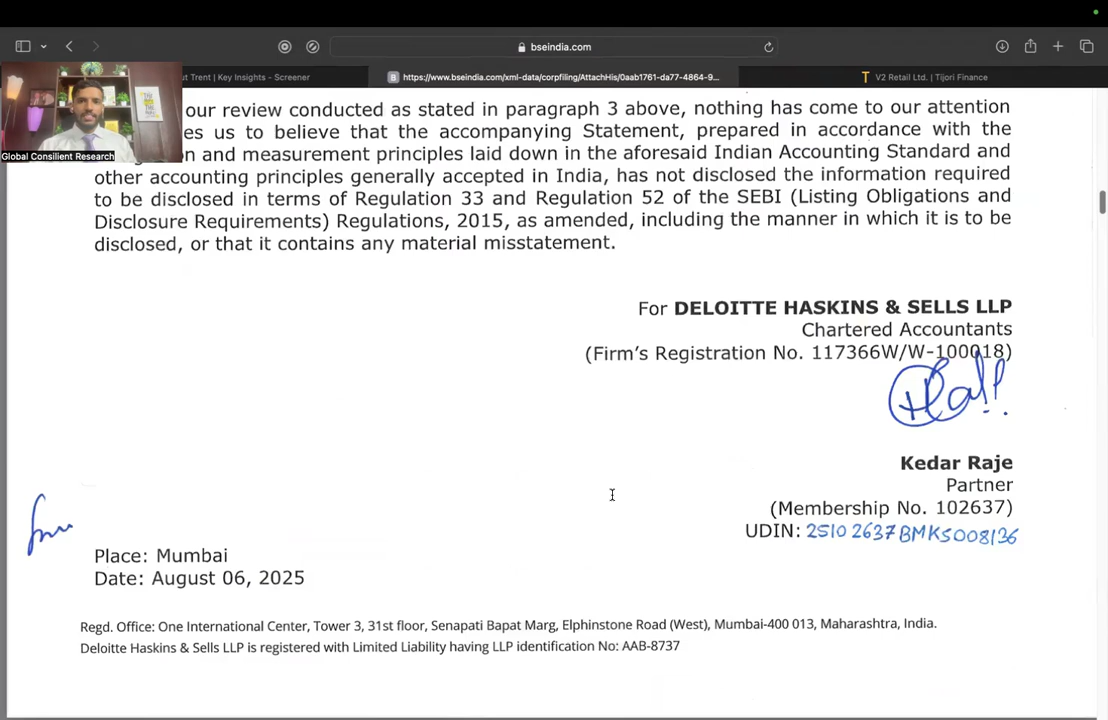 bseindia.com
ut Trent | Key Insights - Screener
B https://www.bseindia.com/xml-data/corpfiling/AttachHis/0aab1761-da77-4864-9...
T V2 Retail Ltd. | Tijori Finance
Global Consilient Research
our review conducted as stated in paragraph 3 above, nothing has come to our attention
es us to believe that the accompanying Statement, prepared in accordance with the
n and measurement principles laid down in the aforesaid Indian Accounting Standard and
other accounting principles generally accepted in India, has not disclosed the information required
to be disclosed in terms of Regulation 33 and Regulation 52 of the SEBI (Listing Obligations and
Disclosure Requirements) Regulations, 2015, as amended, including the manner in which it is to be
disclosed, or that it contains any material misstatement.
For DELOITTE HASKINS & SELLS LLP
Chartered Accountants
(Firm's Registration No. 117366W/W-100018)
Kedar Raje
Partner
(Membership No. 102637)
UDIN: 25102637BMKS008136
Place: Mumbai
Date: August 06, 2025
Regd. Office: One International Center, Tower 3, 31st floor, Senapati Bapat Marg, Elphinstone Road (West), Mumbai-400 013, Maharashtra, India.
Deloitte Haskins & Sells LLP is registered with Limited Liability having LLP identification No: AAB-8737